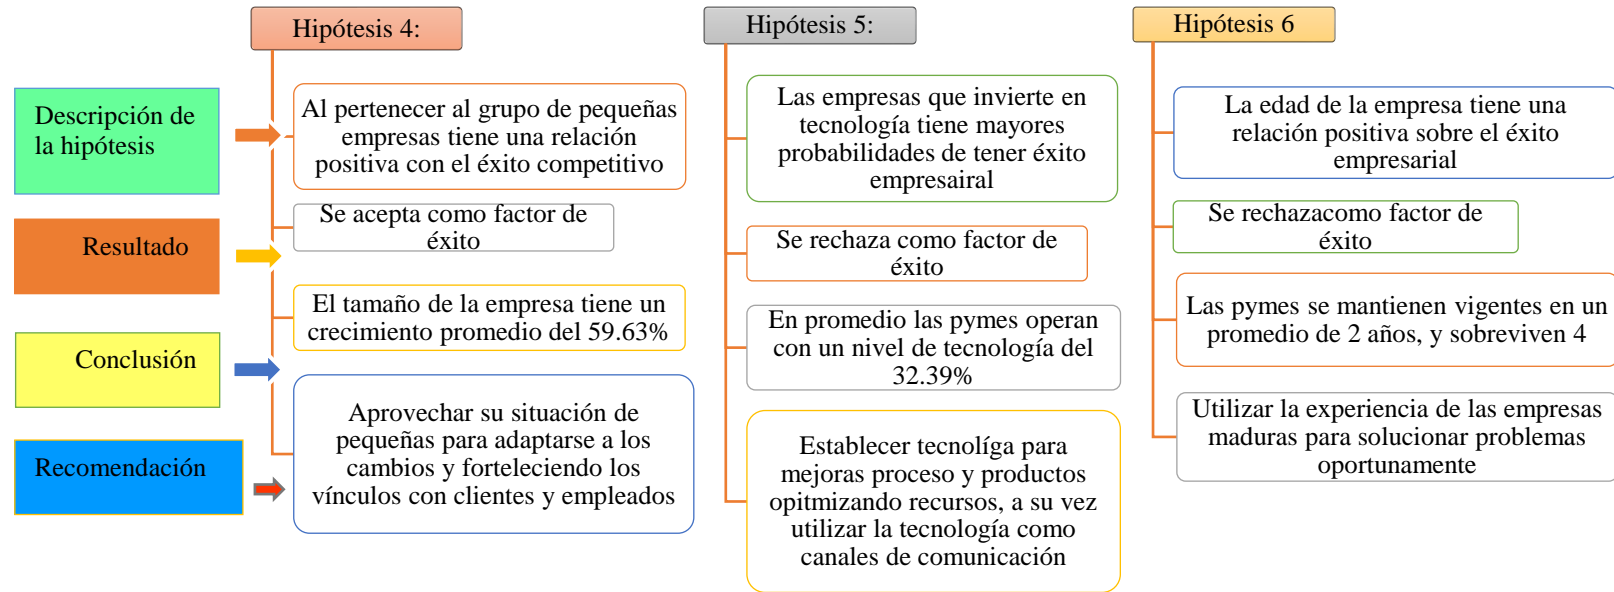 Hipótesis 4:
Hipótesis 5:
Hipótesis 6
Descripción de
la hipótesis
Resultado
Conclusión
Recomendación
Al pertenecer al grupo de pequeñas
empresas tiene una relación
positiva con el éxito competitivo
Se acepta como factor de
éxito
El tamaño de la empresa tiene un
crecimiento promedio del 59.63%
Aprovechar su situación de
pequeñas para adaptarse a los
cambios y forteleciendo los
vínculos con clientes y empleados
Las empresas que invierte en
tecnología tiene mayores
probabilidades de tener éxito
empresairal
Se rechaza como factor de
éxito
En promedio las pymes operan
con un nivel de tecnología del
32.39%
Establecer tecnolíga para
mejoras proceso y productos
opitmizando recursos, a su vez
utilizar la tecnología como
canales de comunicación
La edad de la empresa tiene una
relación positiva sobre el éxito
empresarial
Se rechazacomo factor de
éxito
Las pymes se mantienen vigentes en un
promedio de 2 años, y sobreviven 4
Utilizar la experiencia de las empresas
maduras para solucionar problemas
oportunamente